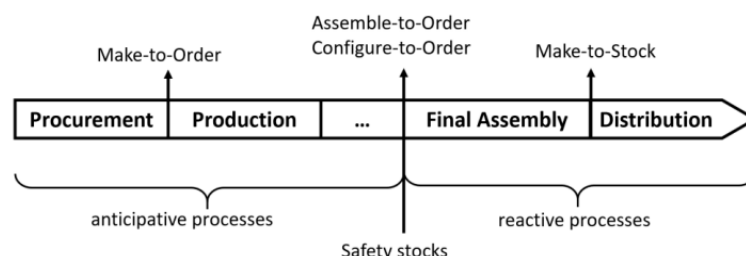 Assemble-to-Order
Configure-to-Order
Make-to-Order
Make-to-Stock
Procurement
Production
...
Final Assembly
Distribution
anticipative processes
reactive processes
Safety stocks